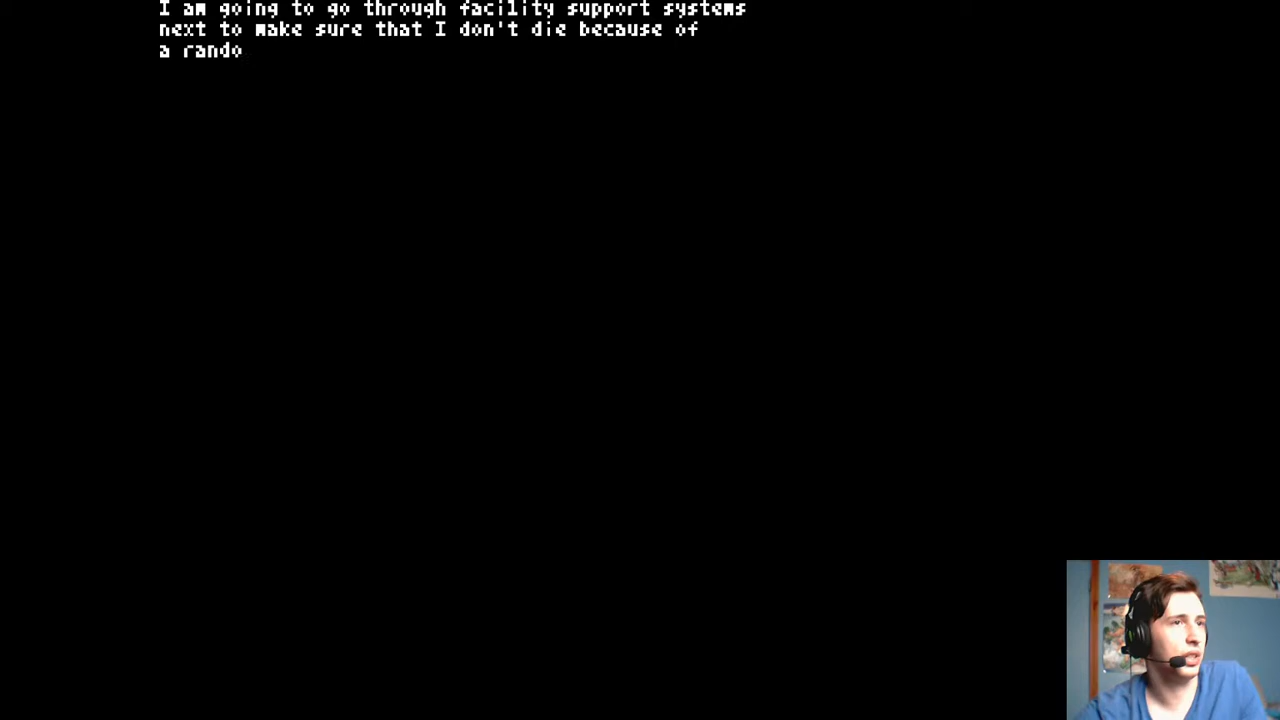 I am going to go through facility support systems
next to make sure that I don't die because of
a rando